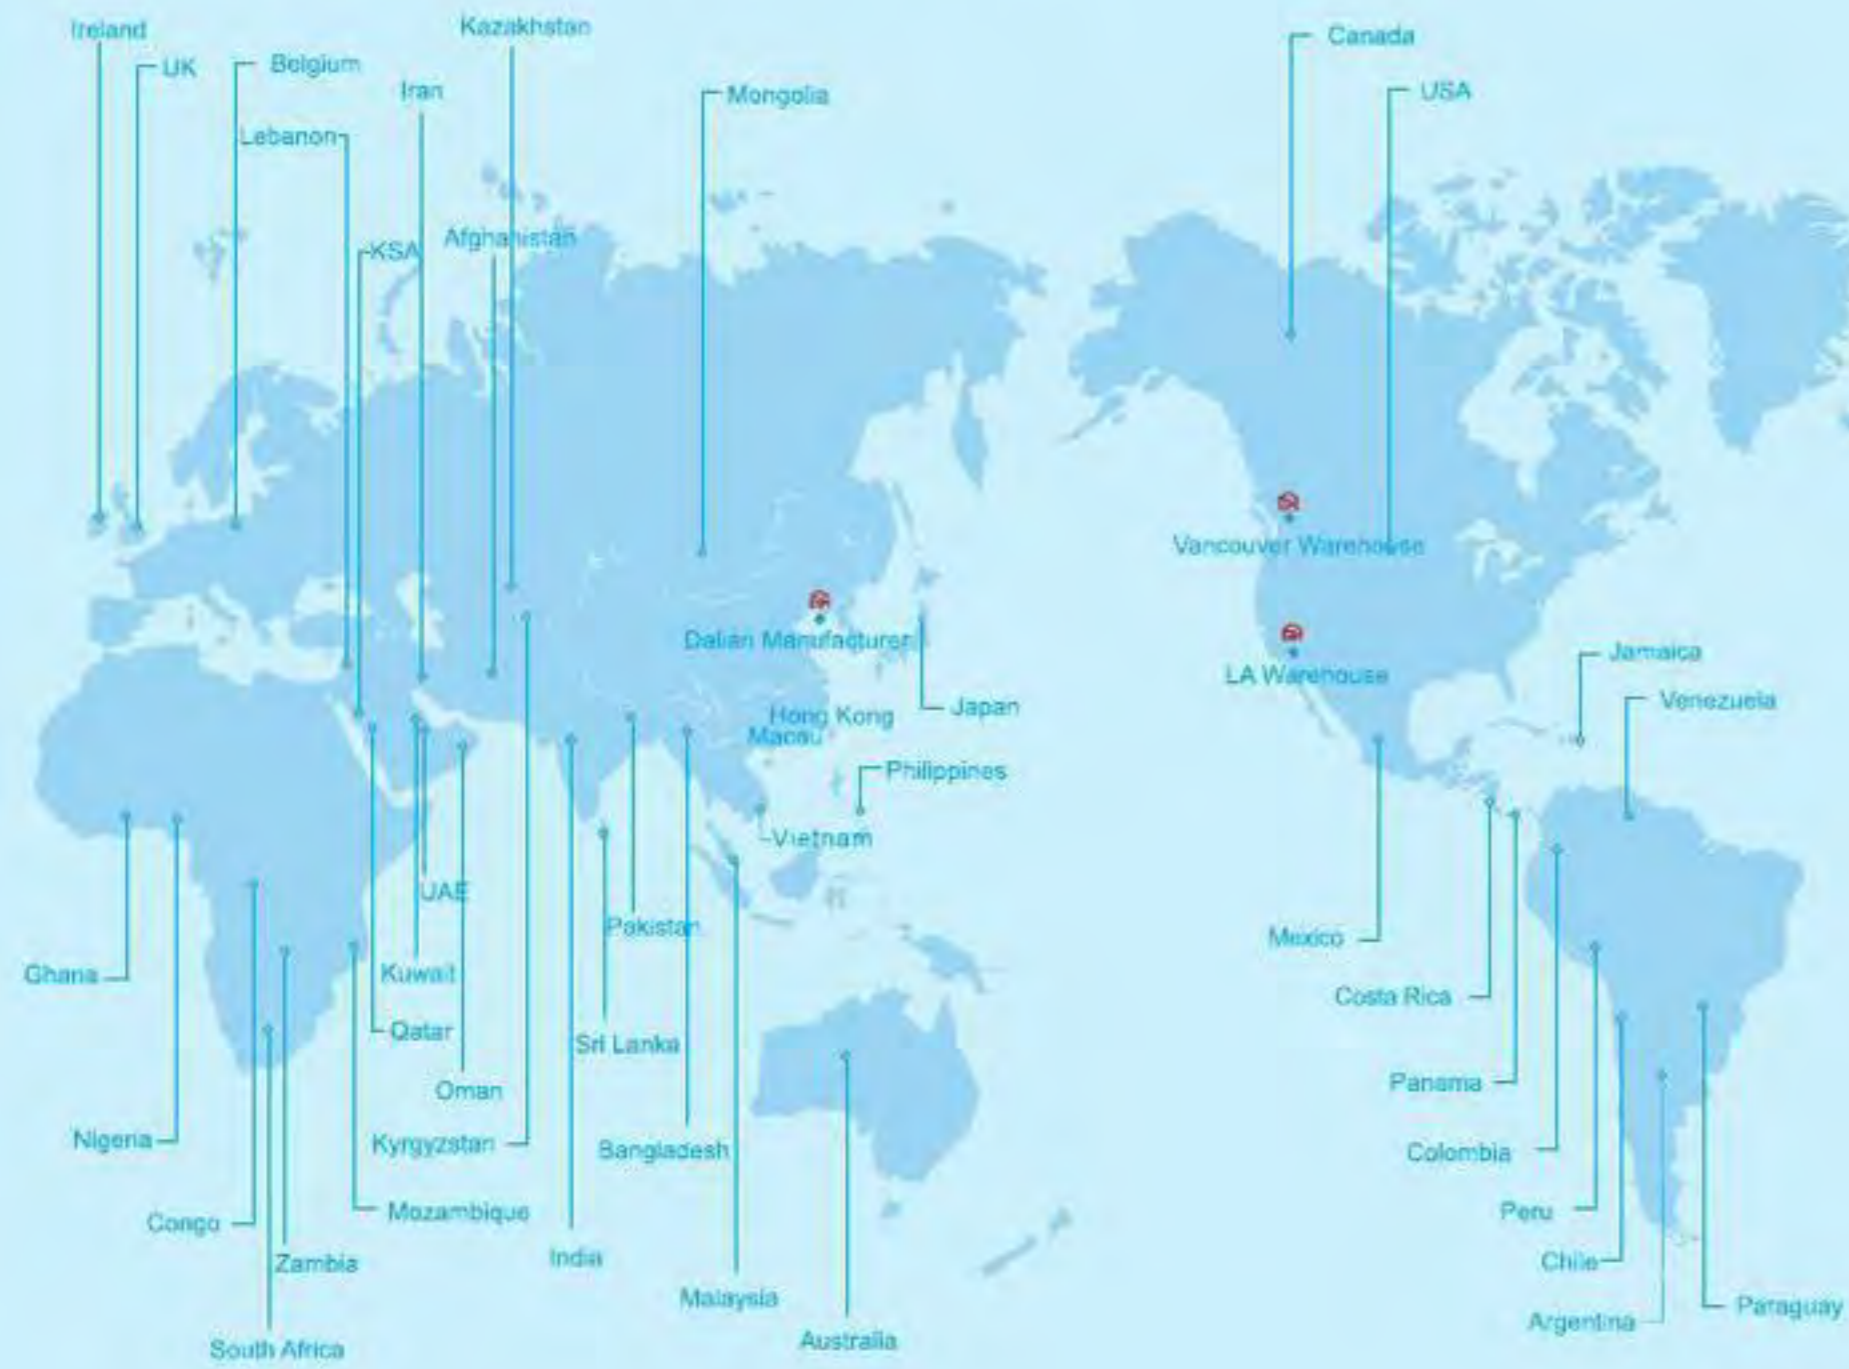 Ireland
Kazakhstan
Canada
UK
Belgium
Iran
Mongolia
USA
Lebanon
KSA
Afghanistan
Vancouver Warehouse
Dalian Manufacturer
LA Warehouse
Jamaica
Japan
Venezuela
Hong Kong
Macau
Philippines
Vietnam
UAE
Pakistan
Mexico
Ghana
Kuwait
Costa Rica
Qatar
Sri Lanka
Oman
Panama
Nigeria
Kyrgyzstan
Bangladesh
Colombia
Congo
Mozambique
Peru
Zambia
India
Chile
Malaysia
Paraguay
South Africa
Australia
Argentina